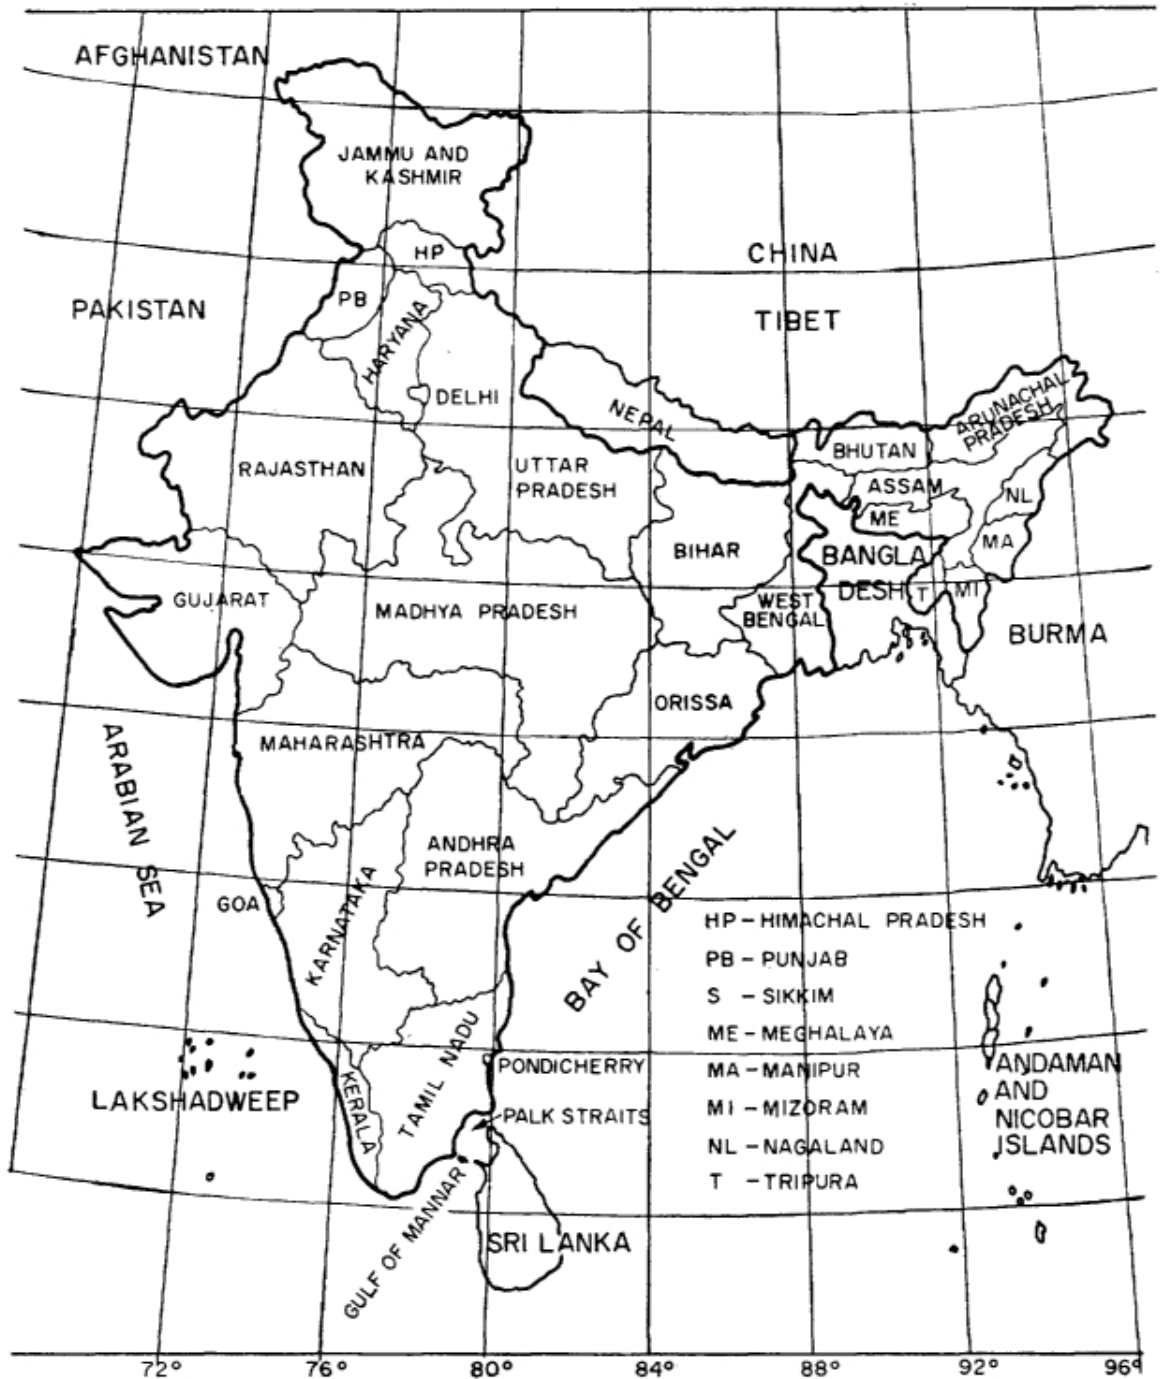 AFGHANISTAN
JAMMU AND
KASHMIR
HP
CHINA
PAKISTAN
PB
TIBET
HARYANA
DELHI
NEPAL
ARUNACHAL
PRADESH
BHUTAN
RAJASTHAN
UTTAR
PRADESH
ASSAM
NL
ME
MA
BIHAR
BANGLA
DESH
T
MI
GUJARAT
MADHYA PRADESH
WEST
BENGAL
BURMA
ORISSA
MAHARASHTRA
ARABIAN SEA
ANDHRA
PRADESH
BAY OF BENGAL
GOA
KARNATAKA
HP - HIMACHAL PRADESH
PB - PUNJAB
S - SIKKIM
ME - MEGHALAYA
MA - MANIPUR
MI - MIZORAM
NL - NAGALAND
T - TRIPURA
ANDAMAN
AND
NICOBAR
ISLANDS
LAKSHADWEEP
KERALA
TAMIL NADU
PONDICHERRY
PALK STRAITS
GULF OF MANNAR
SRI LANKA
72° 76° 80° 84° 88° 92° 96°